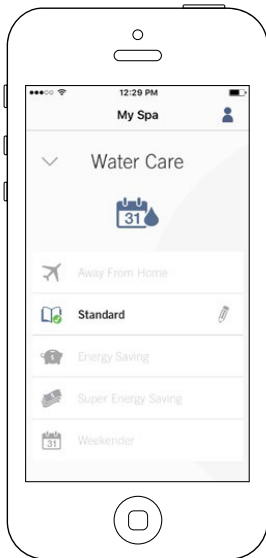 12:29 PM
My Spa
Water Care
31
Away From Home
Standard
Energy Saving
Super Energy Saving
31
Weekender